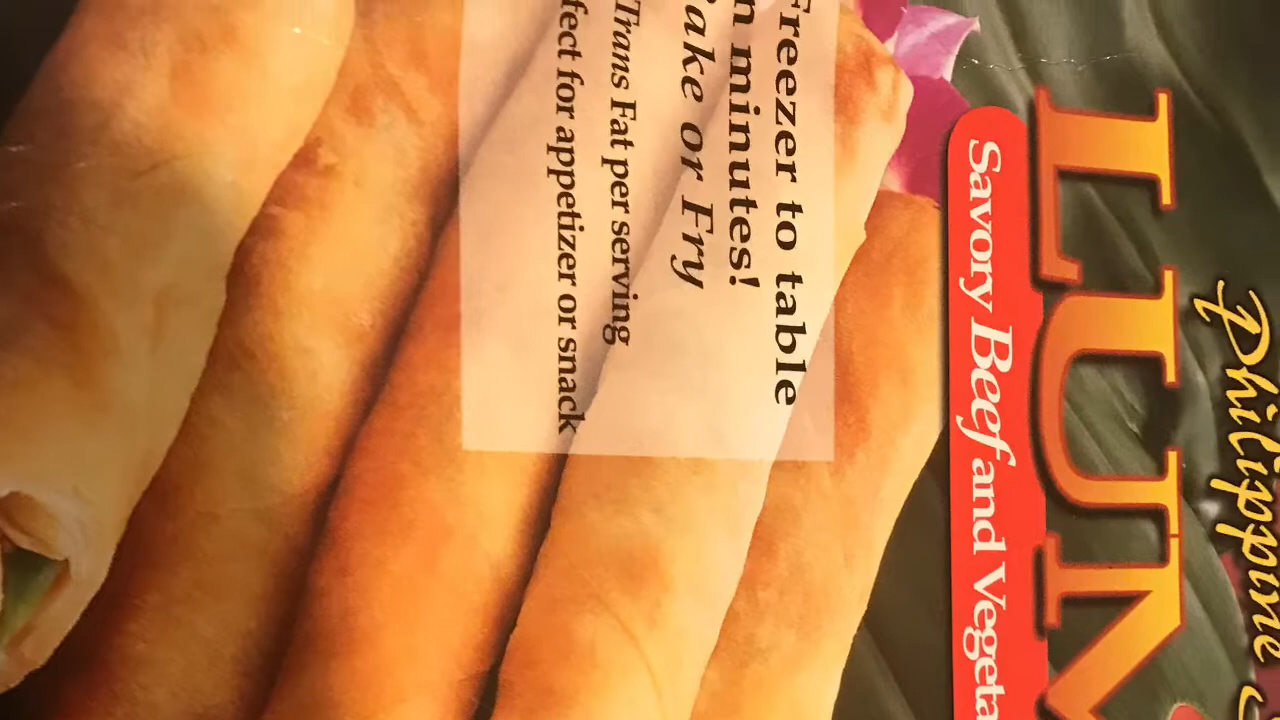 Philippine
LUM
Savory Beef and Vegeta
Freezer to table
n minutes!
ake or Fry
Trans Fat per serving
fect for appetizer or snack